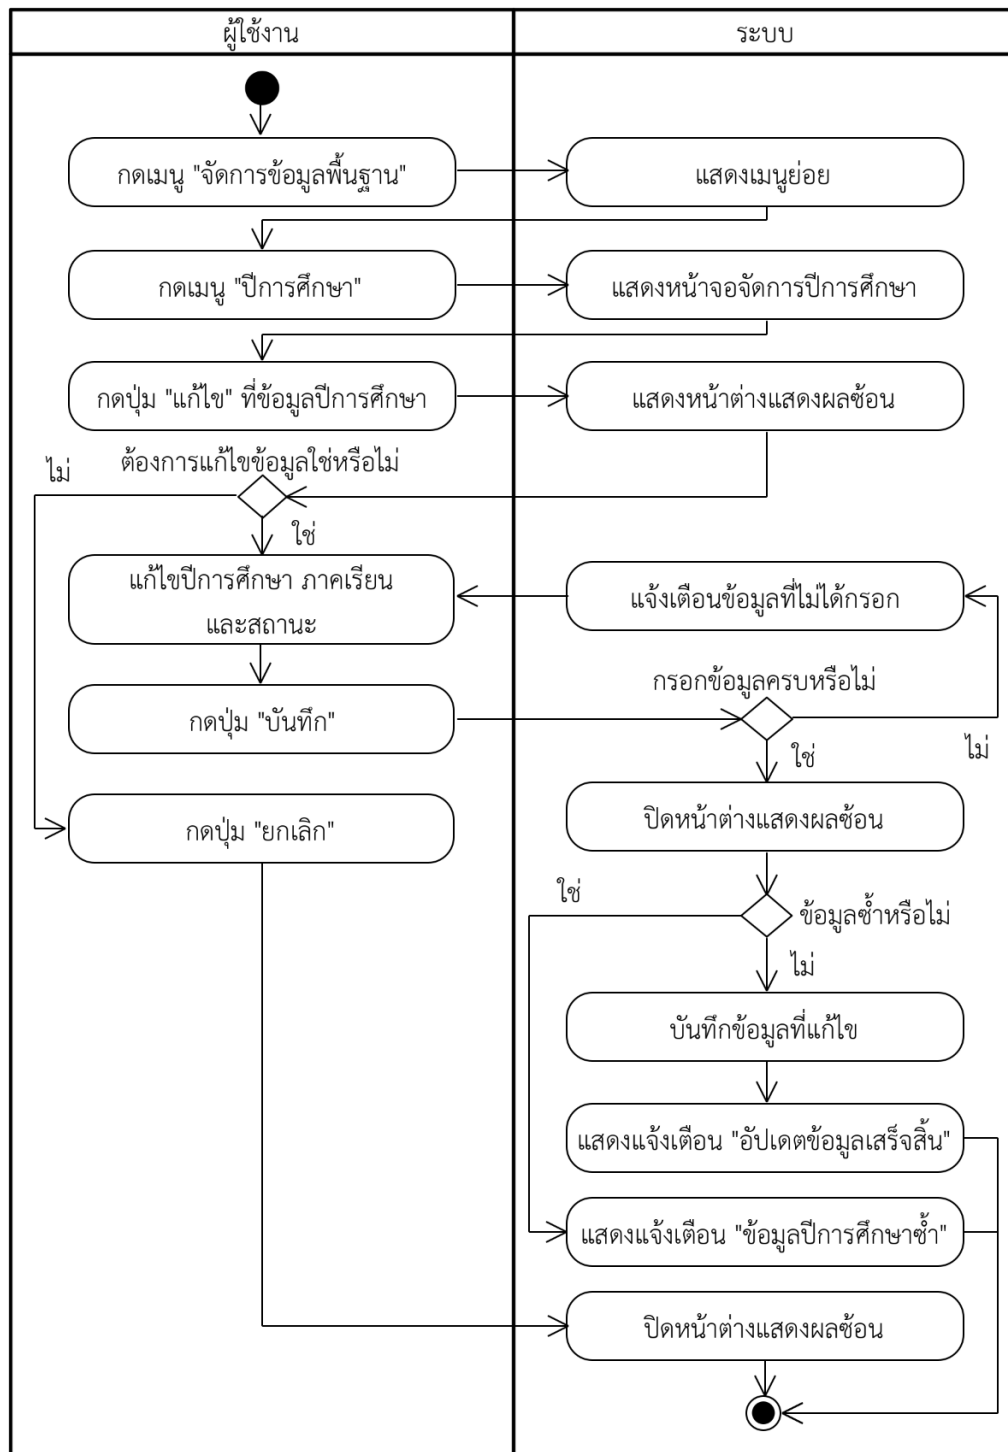 ผู้ใช้งาน
ระบบ
กดเมนู "จัดการข้อมูลพื้นฐาน"
แสดงเมนูย่อย
กดเมนู "ปีการศึกษา"
แสดงหน้าจอจัดการปีการศึกษา
กดปุ่ม "แก้ไข" ที่ข้อมูลปีการศึกษา
แสดงหน้าต่างแสดงผลซ้อน
ต้องการแก้ไขข้อมูลใช่หรือไม่
ไม่
ใช่
แก้ไขปีการศึกษา ภาคเรียน
และสถานะ
แจ้งเตือนข้อมูลที่ไม่ได้กรอก
กรอกข้อมูลครบหรือไม่
กดปุ่ม "บันทึก"
ไม่
ใช่
ปิดหน้าต่างแสดงผลซ้อน
กดปุ่ม "ยกเลิก"
ใช่
ข้อมูลซ้ำหรือไม่
ไม่
บันทึกข้อมูลที่แก้ไข
แสดงแจ้งเตือน "อัปเดตข้อมูลเสร็จสิ้น"
แสดงแจ้งเตือน "ข้อมูลปีการศึกษาซ้ำ"
ปิดหน้าต่างแสดงผลซ้อน